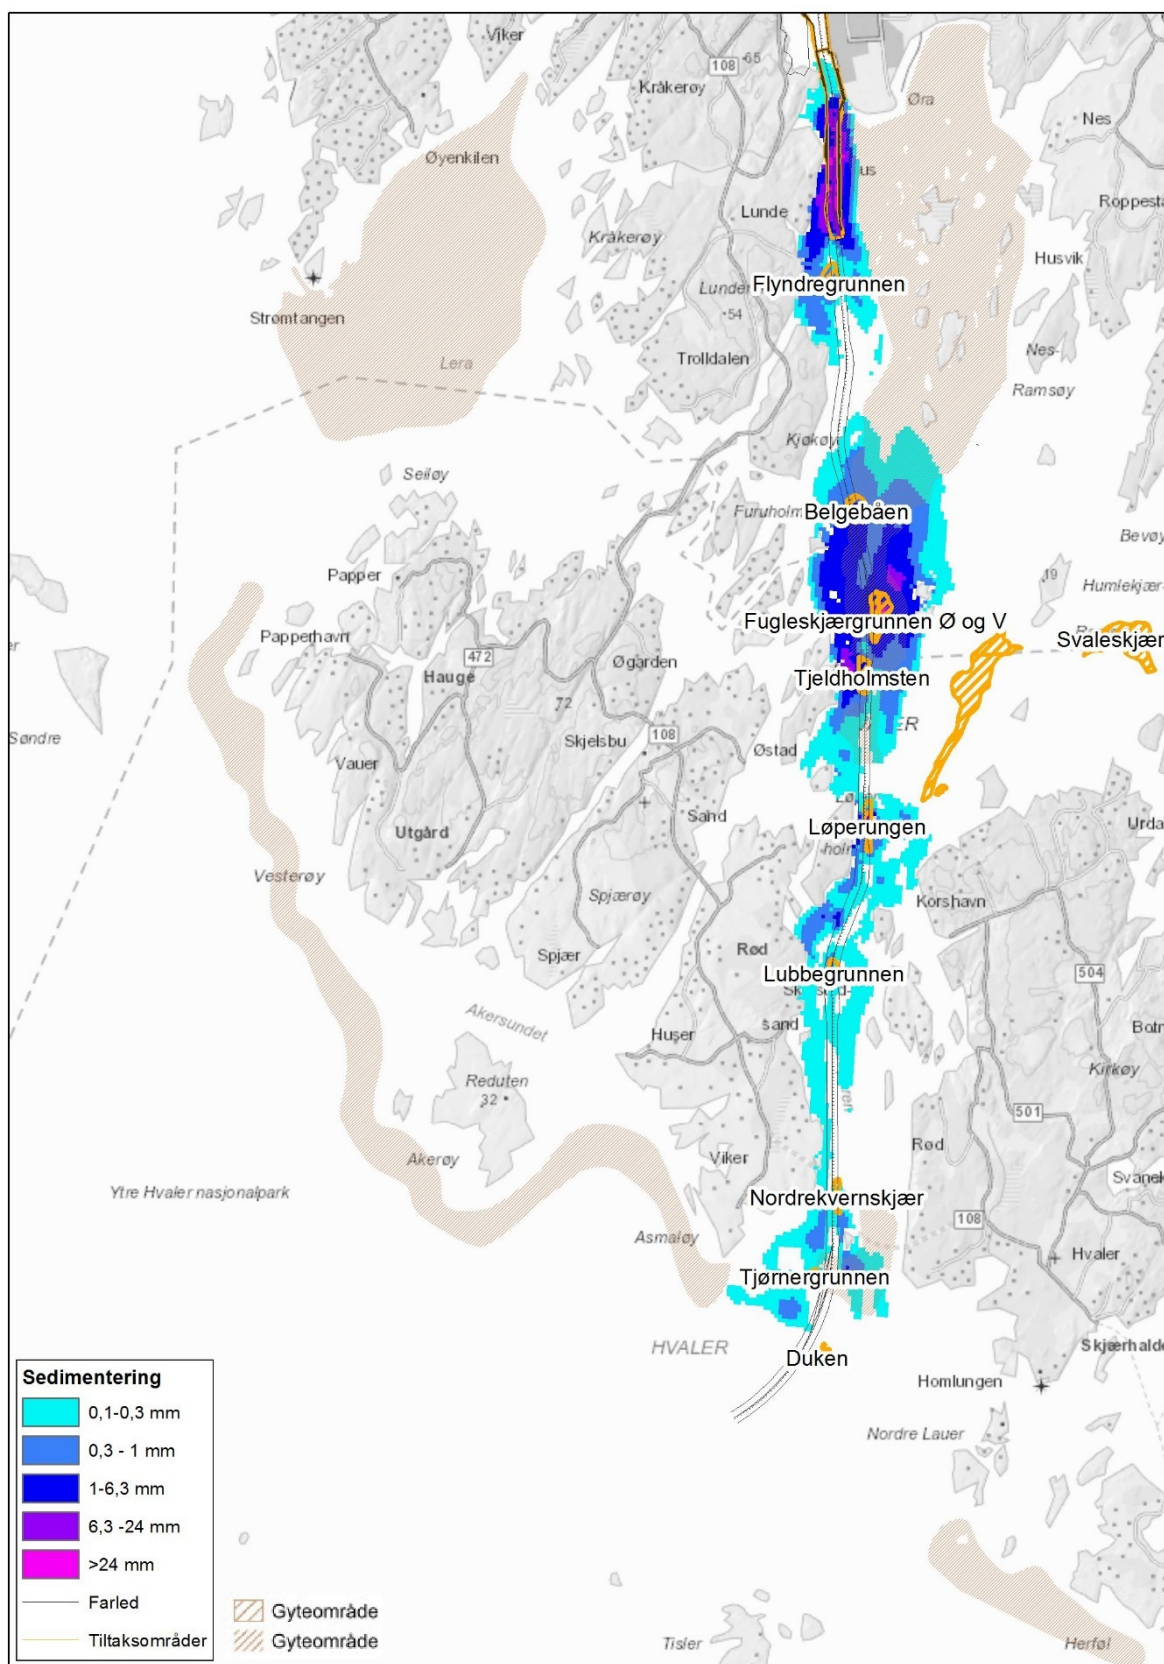 Viker
108
65
Kråkerøy
Øra
Nes
Øyenkilen
us
Roppesta
Lunde
Kråkerøy
Husvik
Lunder
Flyndregrunnen
Strømtangen
54
Lera
Trolldalen
Nes-
Ramsøy
Kjøkøy
Seiløy
Furuholm
Belgebåen
Bevøy
Papper
19
Humlekjær
Papperhavn
Fugleskjærgrunnen Ø og V
Svaleskjær
472
Øgården
Hauge
Tjeldholmsten
72
ER
Søndre
Skjelsbu
108
Østad
Vauer
Sand
Løperungen
Utgård
holm
Urda
Vesterøy
Spjærøy
Korshavn
Rød
Spjær
Lubbegrunnen
504
Akersundet
sand
Huser
Botn
Reduten
32
Kirkøy
501
Rød
Akerøy
Viker
Svanek
Ytre Hvaler nasjonalpark
Nordrekvernskjær
108
Asmaløy
Hvaler
Tjørnergrunnen
HVALER
Duken
Skjærhald
Homlungen
Nordre Lauer
Sedimentering
0,1-0,3 mm
0,3 - 1 mm
1-6,3 mm
6,3 -24 mm
>24 mm
Farled
Tiltaksområder
Gyteområde
Gyteområde
Tisler
Herføl